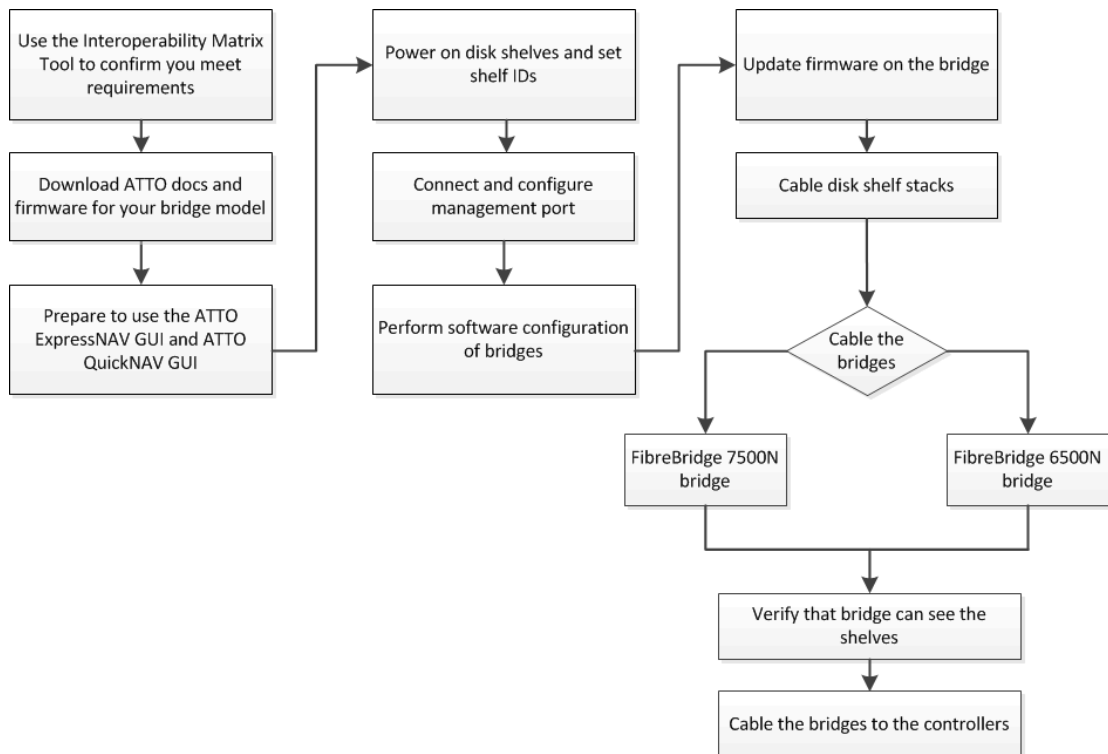 Use the Interoperability Matrix
Tool to confirm you meet
requirements
Download ATTO docs and
firmware for your bridge model
Prepare to use the ATTO
ExpressNAV GUI and ATTO
QuickNAV GUI
Power on disk shelves and set
shelf IDs
Connect and configure
management port
Perform software configuration
of bridges
Update firmware on the bridge
Cable disk shelf stacks
Cable the
bridges
FibreBridge 7500N
bridge
FibreBridge 6500N
bridge
Verify that bridge can see the
shelves
Cable the bridges to the controllers